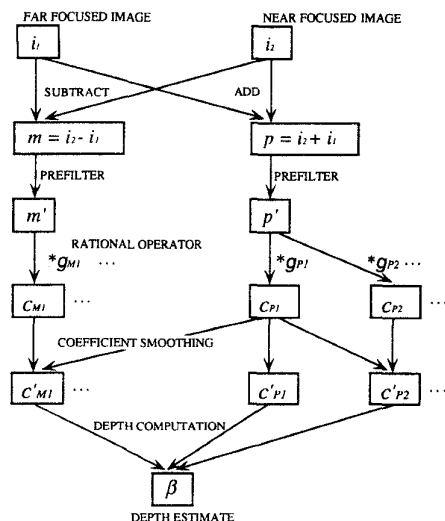 FAR FOCUSED IMAGE
NEAR FOCUSED IMAGE
i₁
i₂
SUBTRACT
ADD
m = i₂- i₁
p = i₂+ i₁
PREFILTER
PREFILTER
m'
p'
RATIONAL OPERATOR
*gM1 ...
*gP1
*gP2 ...
cM1 ...
cP1
cP2 ...
COEFFICIENT SMOOTHING
c'M1 ...
c'P1
c'P2 ...
DEPTH COMPUTATION
β
DEPTH ESTIMATE